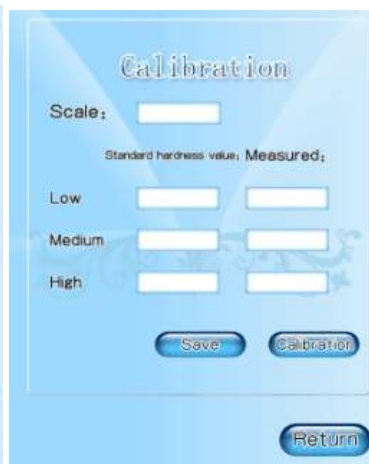 Calibration
Scale:
Standard hardness value: Measured:
Low
Medium
High
Save Calibration
Return